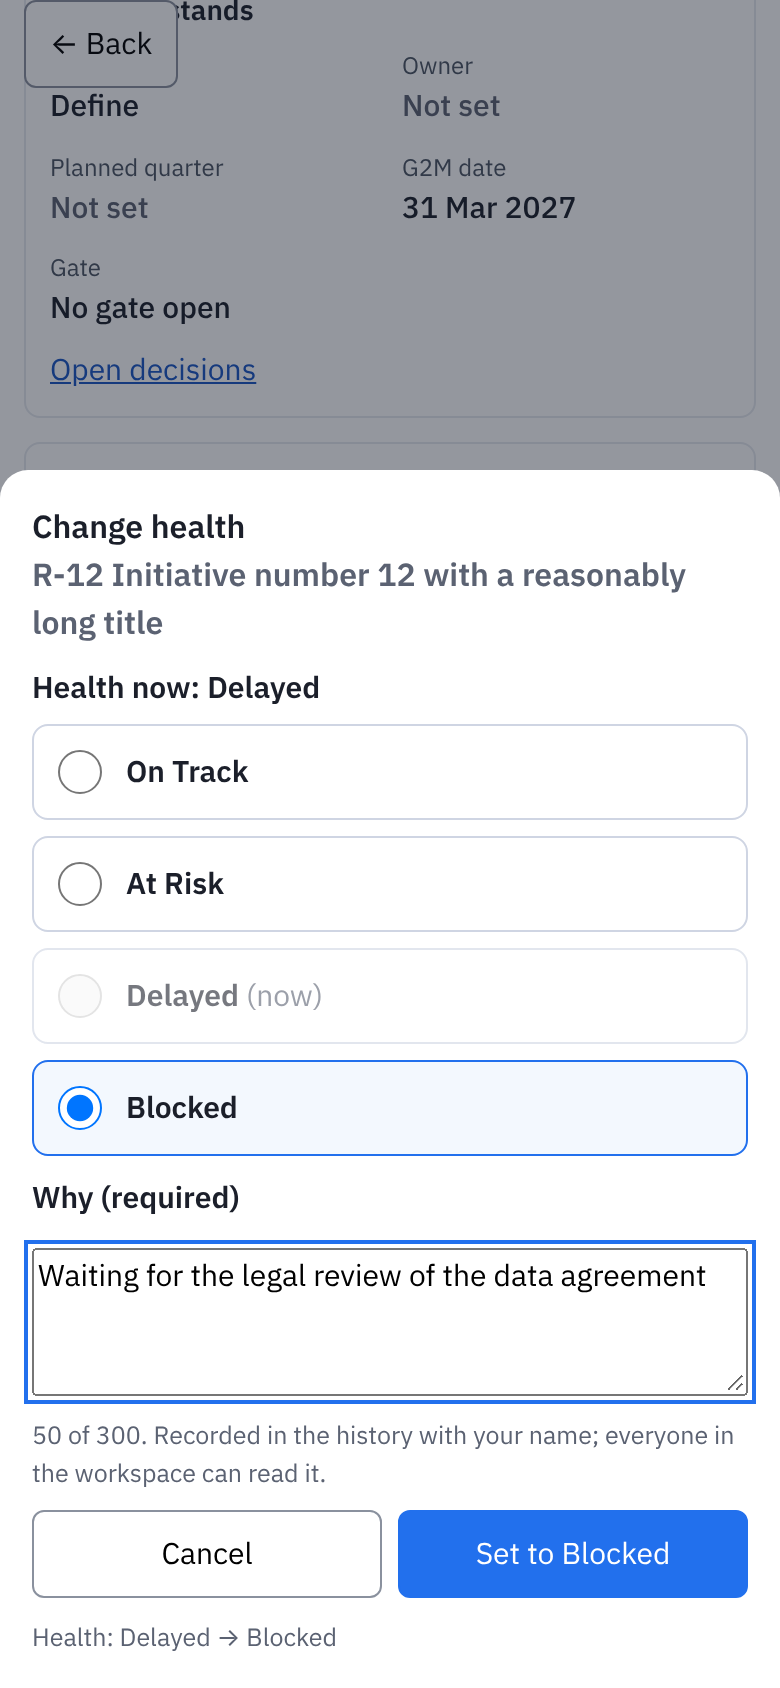 stands
← Back
Owner
Define
Not set
Planned quarter
G2M date
Not set
31 Mar 2027
Gate
No gate open
Open decisions
Change health
R-12 Initiative number 12 with a reasonably
long title
Health now: Delayed
On Track
At Risk
Delayed (now)
Blocked
Why (required)
Waiting for the legal review of the data agreement
50 of 300. Recorded in the history with your name; everyone in
the workspace can read it.
Cancel
Set to Blocked
Health: Delayed → Blocked